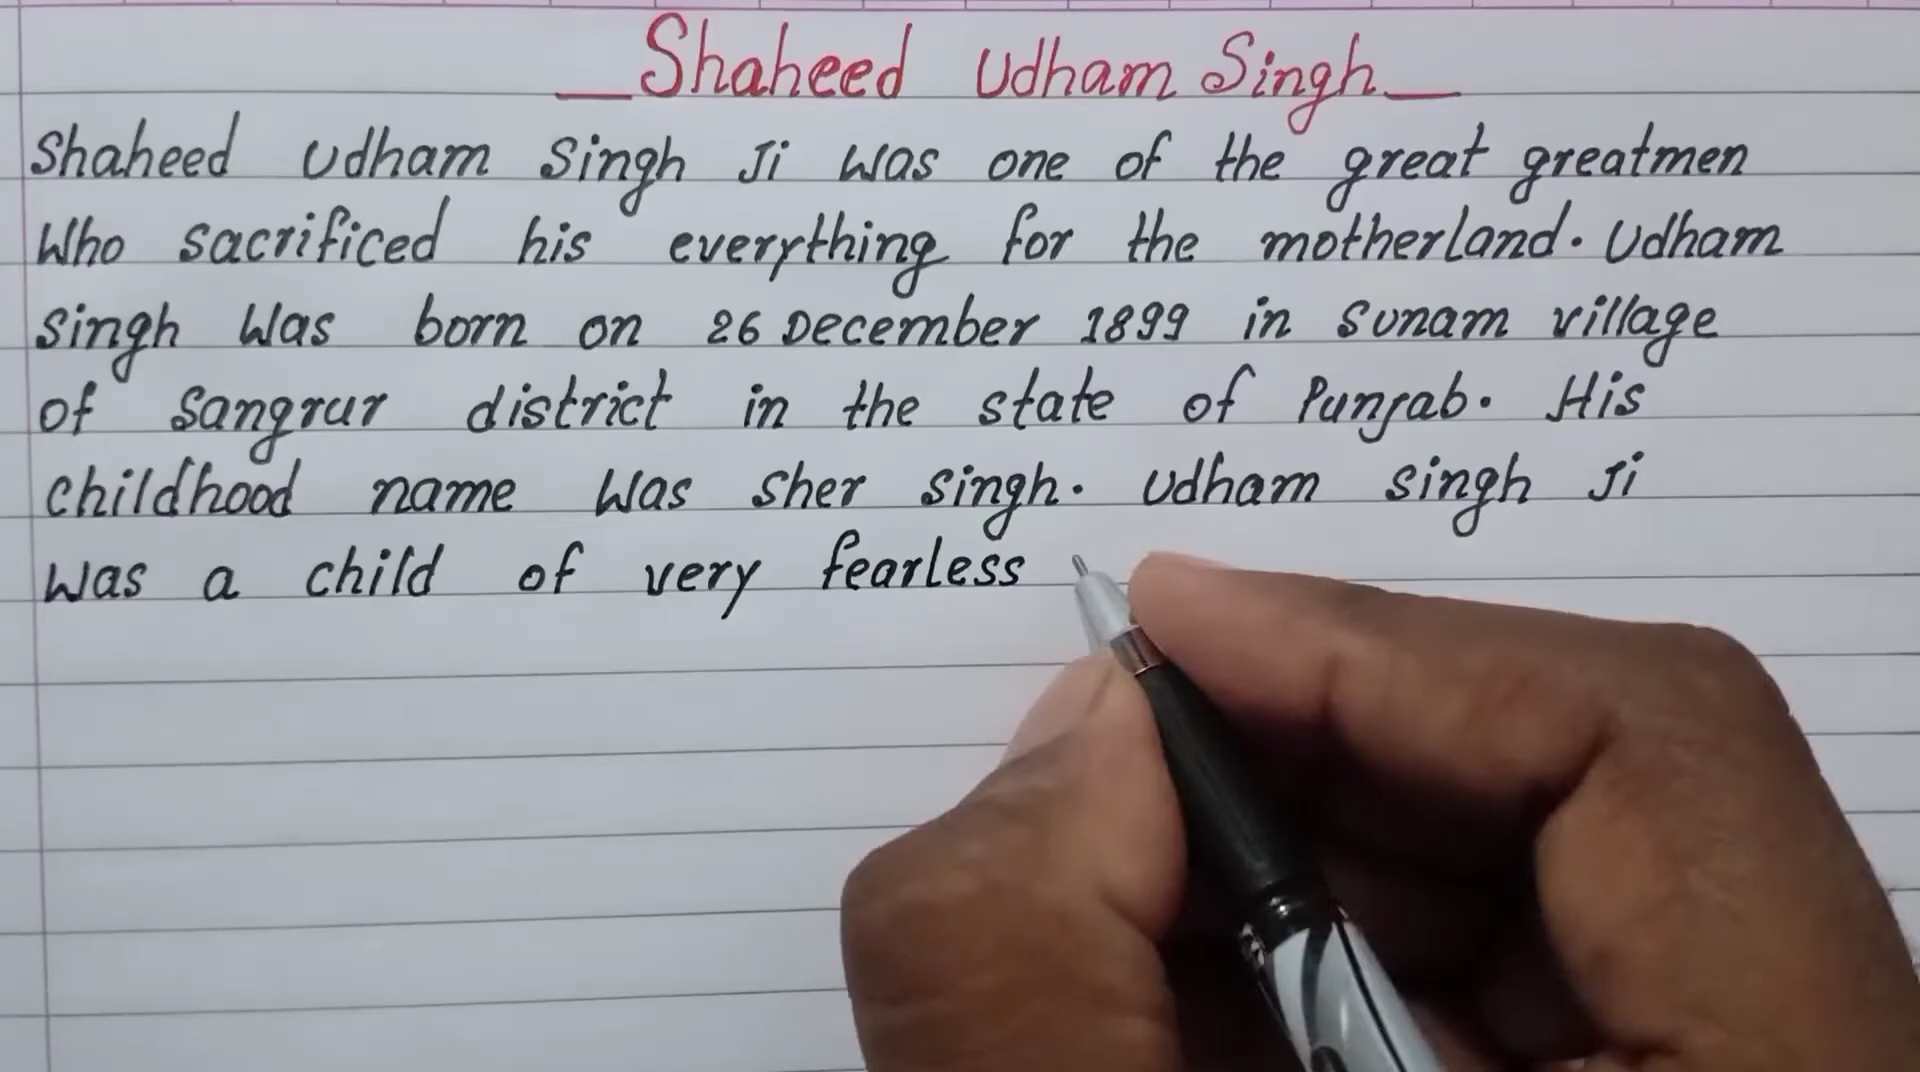 Shaheed Udham Singh
Shaheed Udham Singh Ji was one of the great greatmen
Who sacrificed his everything for the motherland. Udham
Singh was born on 26 December 1899 in Sunam village
of Sangrur district in the state of Punjab. His
childhood name was Sher Singh. Udham Singh Ji
was a child of very fearless